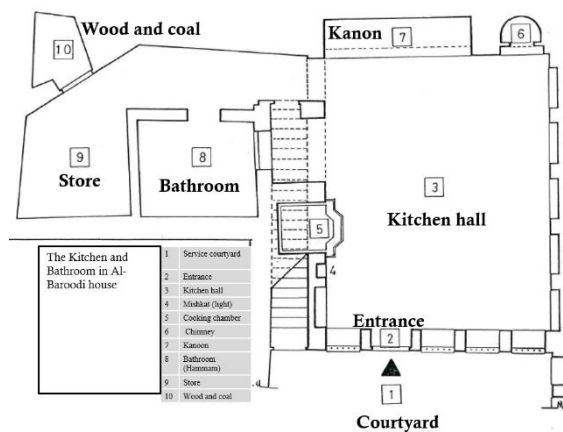 Wood and coal
10
Kanon
7
6
9
Store
8
Bathroom
3
Kitchen hall
5
4
Entrance
2
1
Courtyard
The Kitchen and
Bathroom in Al-
Baroodi house
1 Service courtyard
2 Entrance
3 Kitchen hall
4 Mishkat (light)
5 Cooking chamber
6 Chimney
7 Kanoon
8 Bathroom
(Hammam)
9 Store
10 Wood and coal